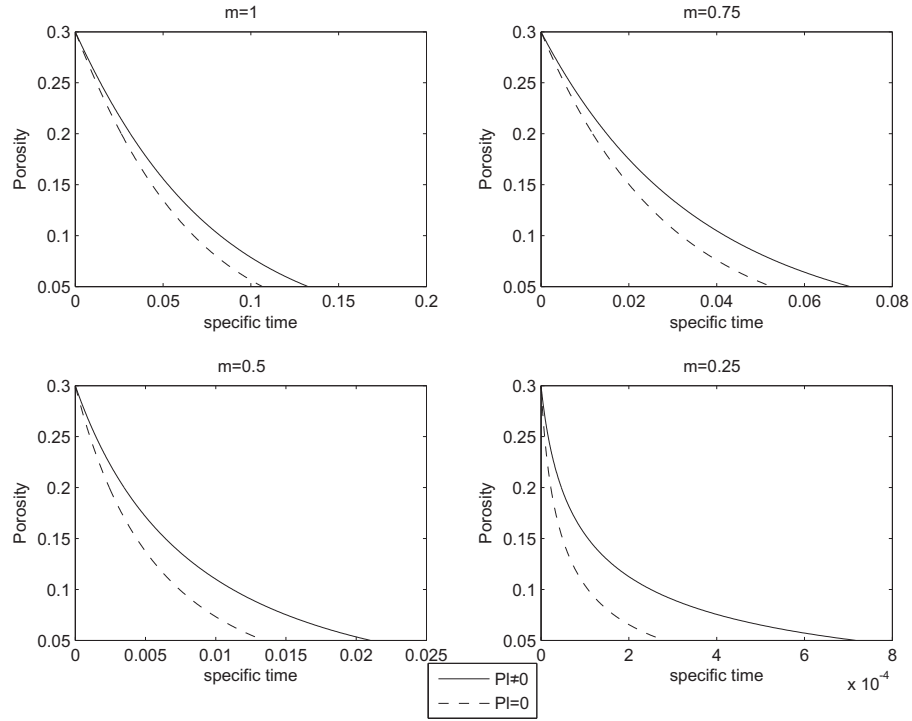 m=1
0.3
0.25
0.2
0.15
0.1
0.05
Porosity
0 0.05 0.1 0.15 0.2
specific time
m=0.75
0.3
0.25
0.2
0.15
0.1
0.05
Porosity
0 0.02 0.04 0.06 0.08
specific time
m=0.5
0.3
0.25
0.2
0.15
0.1
0.05
Porosity
0 0.005 0.01 0.015 0.02 0.025
specific time
m=0.25
0.3
0.25
0.2
0.15
0.1
0.05
Porosity
0 2 4 6 8
x 10⁻⁴
specific time
Pl≠0
Pl=0